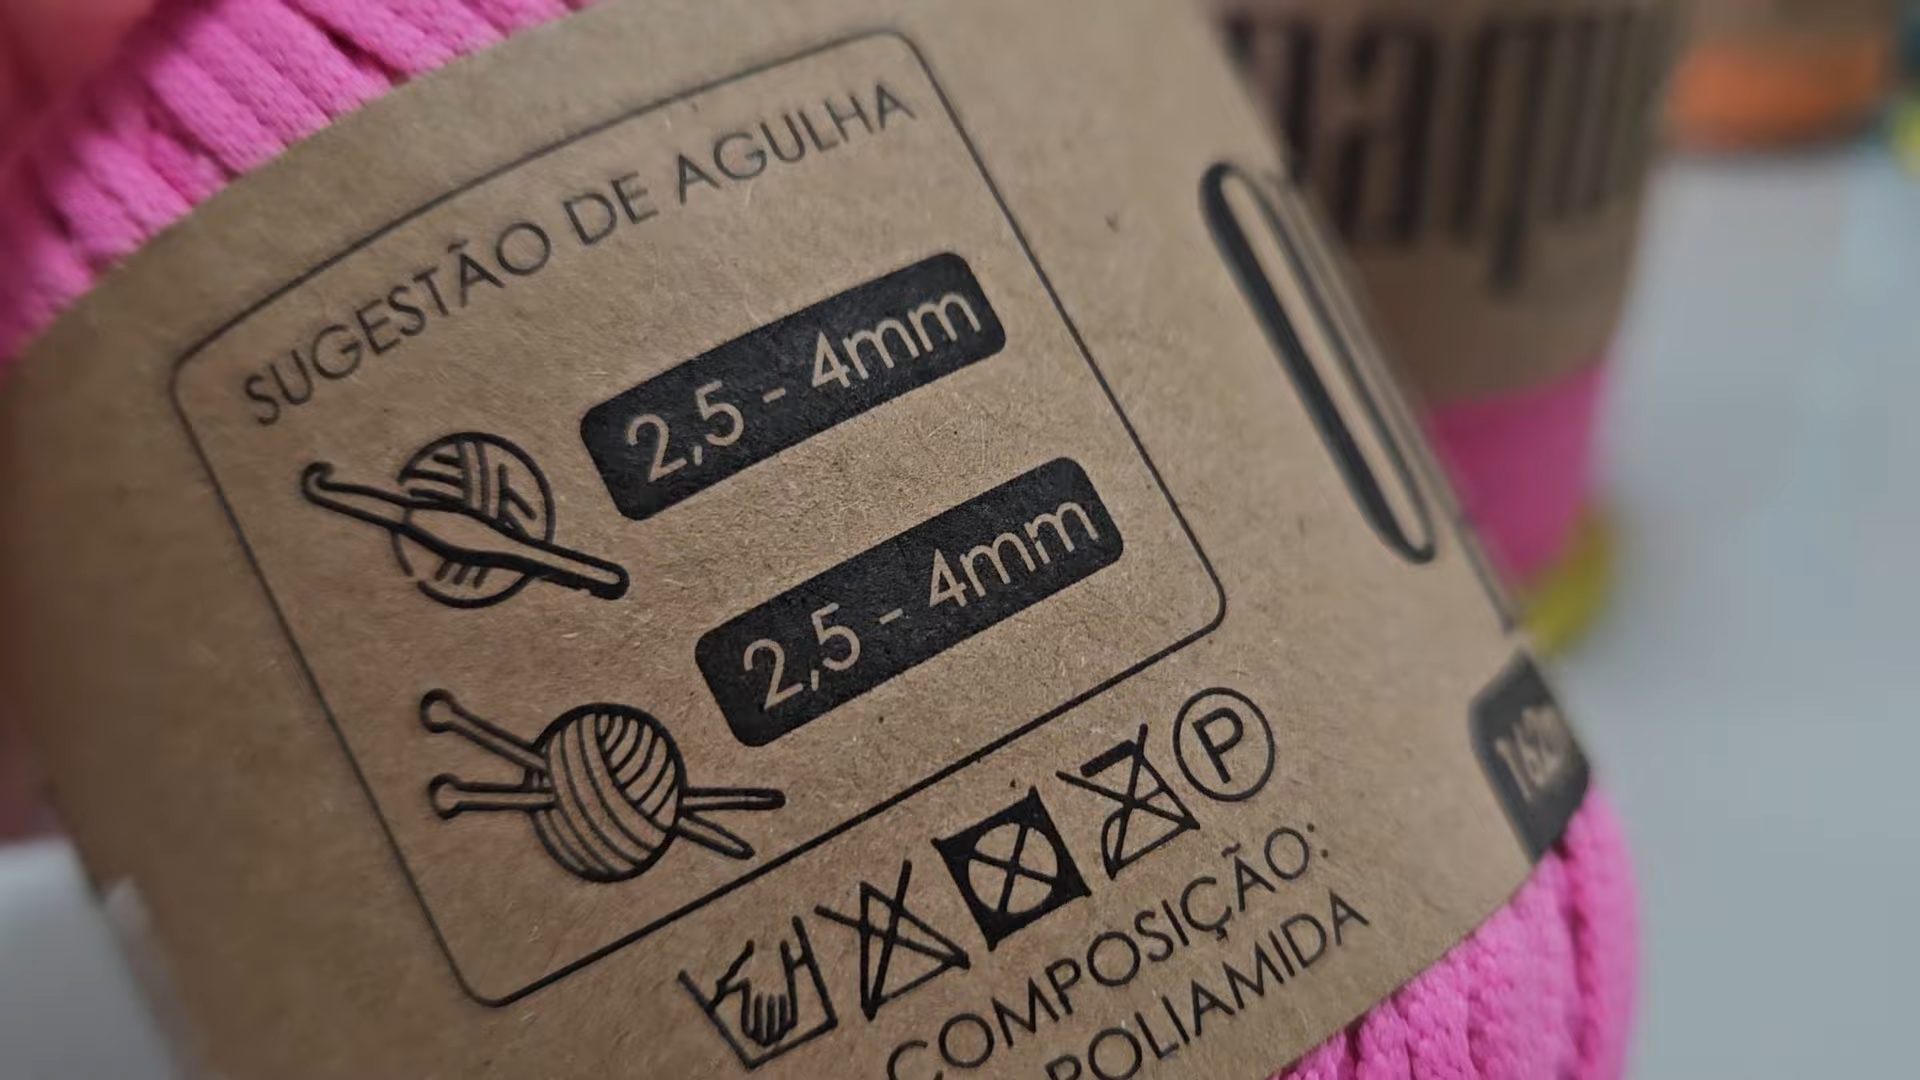 SUGESTÃO DE AGULHA
2,5 - 4mm
2,5 - 4mm
P
COMPOSIÇÃO:
POLIAMIDA